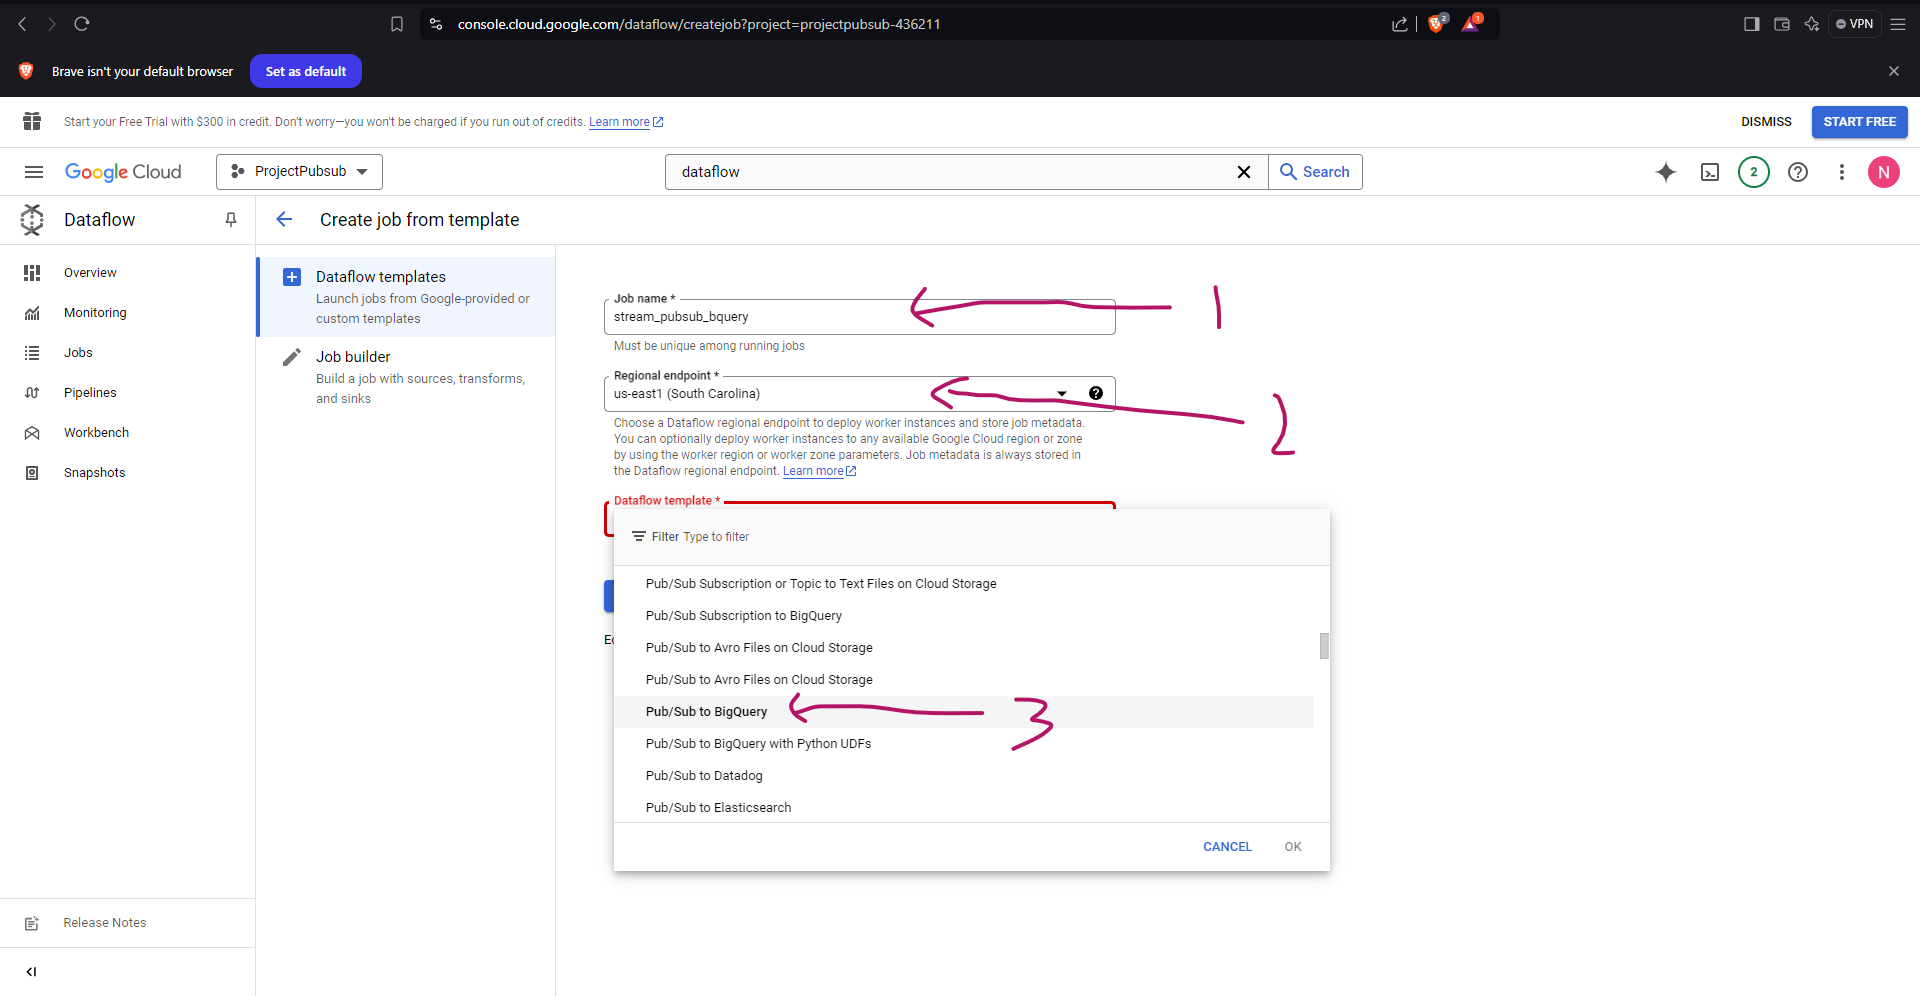 console.cloud.google.com/dataflow/createjob?project=projectpubsub-436211
2
1
VPN
Brave isn't your default browser
Set as default
Start your Free Trial with $300 in credit. Don't worry—you won't be charged if you run out of credits. Learn more
DISMISS
START FREE
Google Cloud
ProjectPubsub
dataflow
Search
2
N
Dataflow
Create job from template
Overview
Monitoring
Jobs
Pipelines
Workbench
Snapshots
Release Notes
Dataflow templates
Launch jobs from Google-provided or
custom templates
Job builder
Build a job with sources, transforms,
and sinks
Job name *
stream_pubsub_bquery
1
Must be unique among running jobs
Regional endpoint *
us-east1 (South Carolina)
2
Choose a Dataflow regional endpoint to deploy worker instances and store job metadata.
You can optionally deploy worker instances to any available Google Cloud region or zone
by using the worker region or worker zone parameters. Job metadata is always stored in
the Dataflow regional endpoint. Learn more
Dataflow template *
Filter Type to filter
Pub/Sub Subscription or Topic to Text Files on Cloud Storage
Pub/Sub Subscription to BigQuery
Pub/Sub to Avro Files on Cloud Storage
Pub/Sub to Avro Files on Cloud Storage
Pub/Sub to BigQuery
3
Pub/Sub to BigQuery with Python UDFs
Pub/Sub to Datadog
Pub/Sub to Elasticsearch
CANCEL
OK